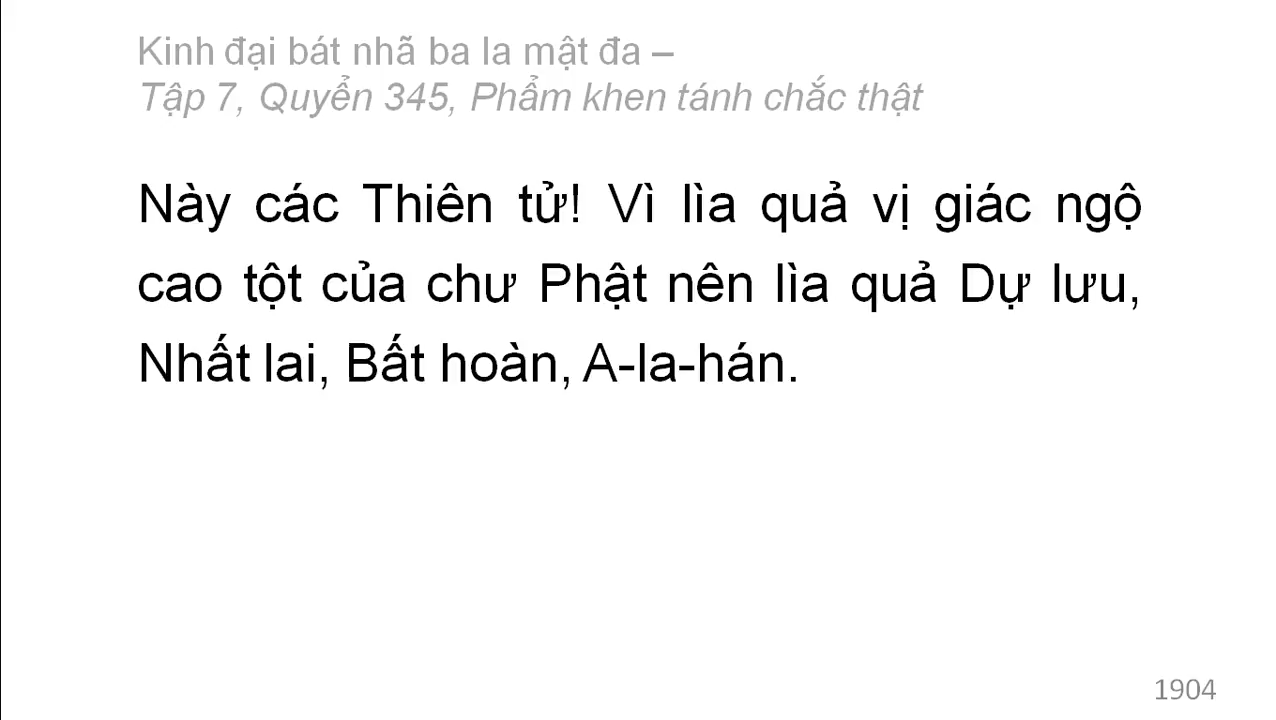 Kinh đại bát nhã ba la mật đa –
Tập 7, Quyển 345, Phẩm khen tánh chắc thật
Này các Thiên tử! Vì lìa quả vị giác ngộ
cao tột của chư Phật nên lìa quả Dự lưu,
Nhất lai, Bất hoàn, A-la-hán.
1904